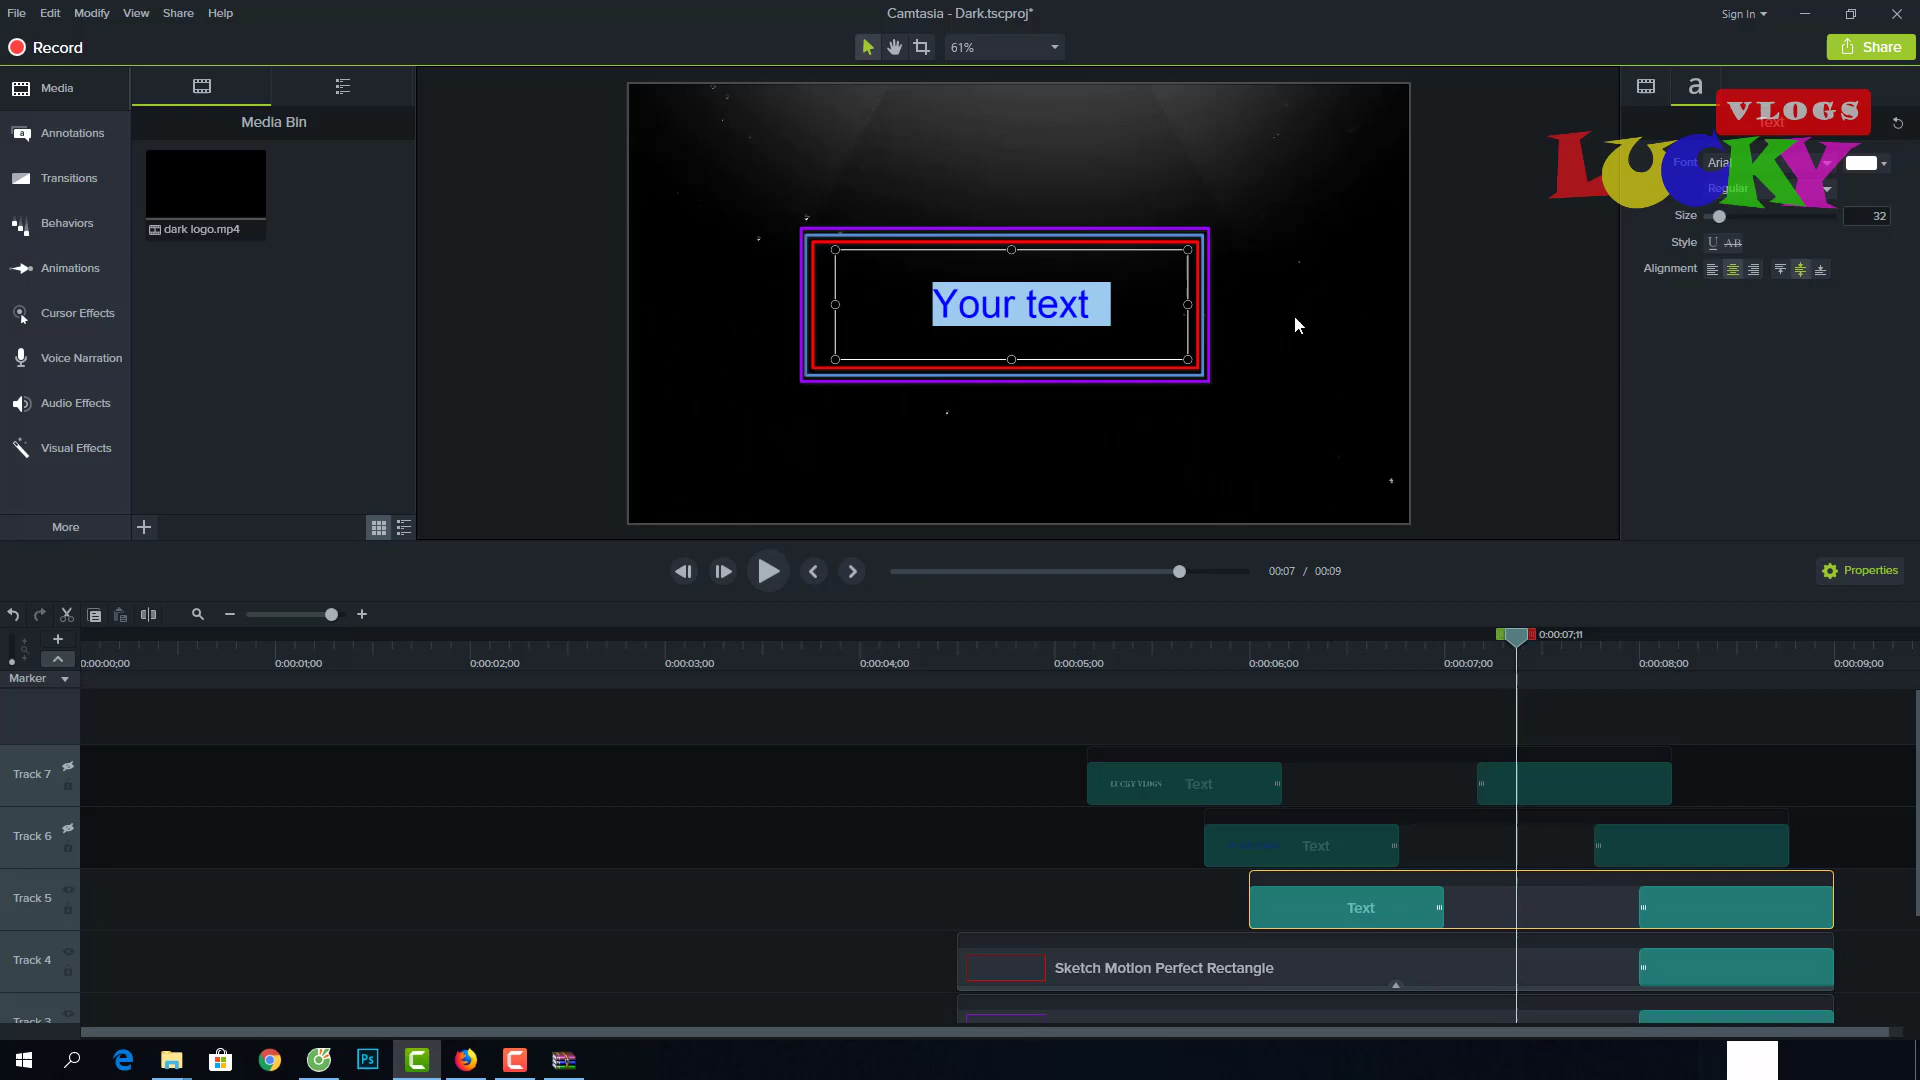 File Edit Modify View Share Help
Camtasia - Dark.tscproj*
Sign In
Record
61%
Share
Media
Annotations
Transitions
Behaviors
Animations
Cursor Effects
Voice Narration
Audio Effects
Visual Effects
More
Media Bin
dark logo.mp4
Your text
a
VLOGS
Text
LUCKY
Font Arial
Regular
Size 32
Style U AB
Alignment
00:07 / 00:09
Properties
0:00:07;11
0:00:00;00 0:00:01;00 0:00:02;00 0:00:03;00 0:00:04;00 0:00:05;00 0:00:06;00 0:00:07;00 0:00:08;00 0:00:09;00
Marker
Track 7
LUCKY VLOGS Text
Track 6
Text
Track 5
Text
Track 4
Sketch Motion Perfect Rectangle
Track 3
Ps